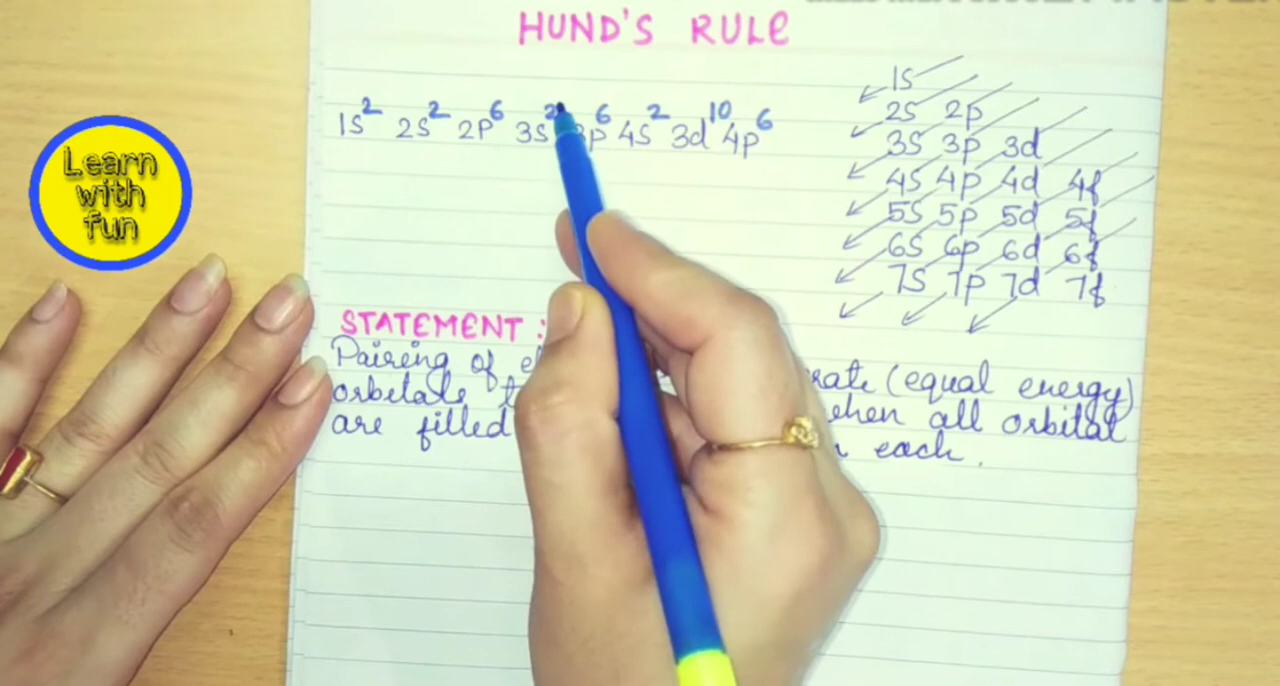 HUND'S RULE
1s² 2s² 2p⁶ 3s² 3p⁶ 4s² 3d¹⁰ 4p⁶
1s
2s 2p
3s 3p 3d
4s 4p 4d 4f
5s 5p 5d 5f
6s 6p 6d 6f
7s 7p 7d 7f
Learn
with
fun
STATEMENT :
Pairing of (equal energy)
orbitals when all orbital
are filled each.